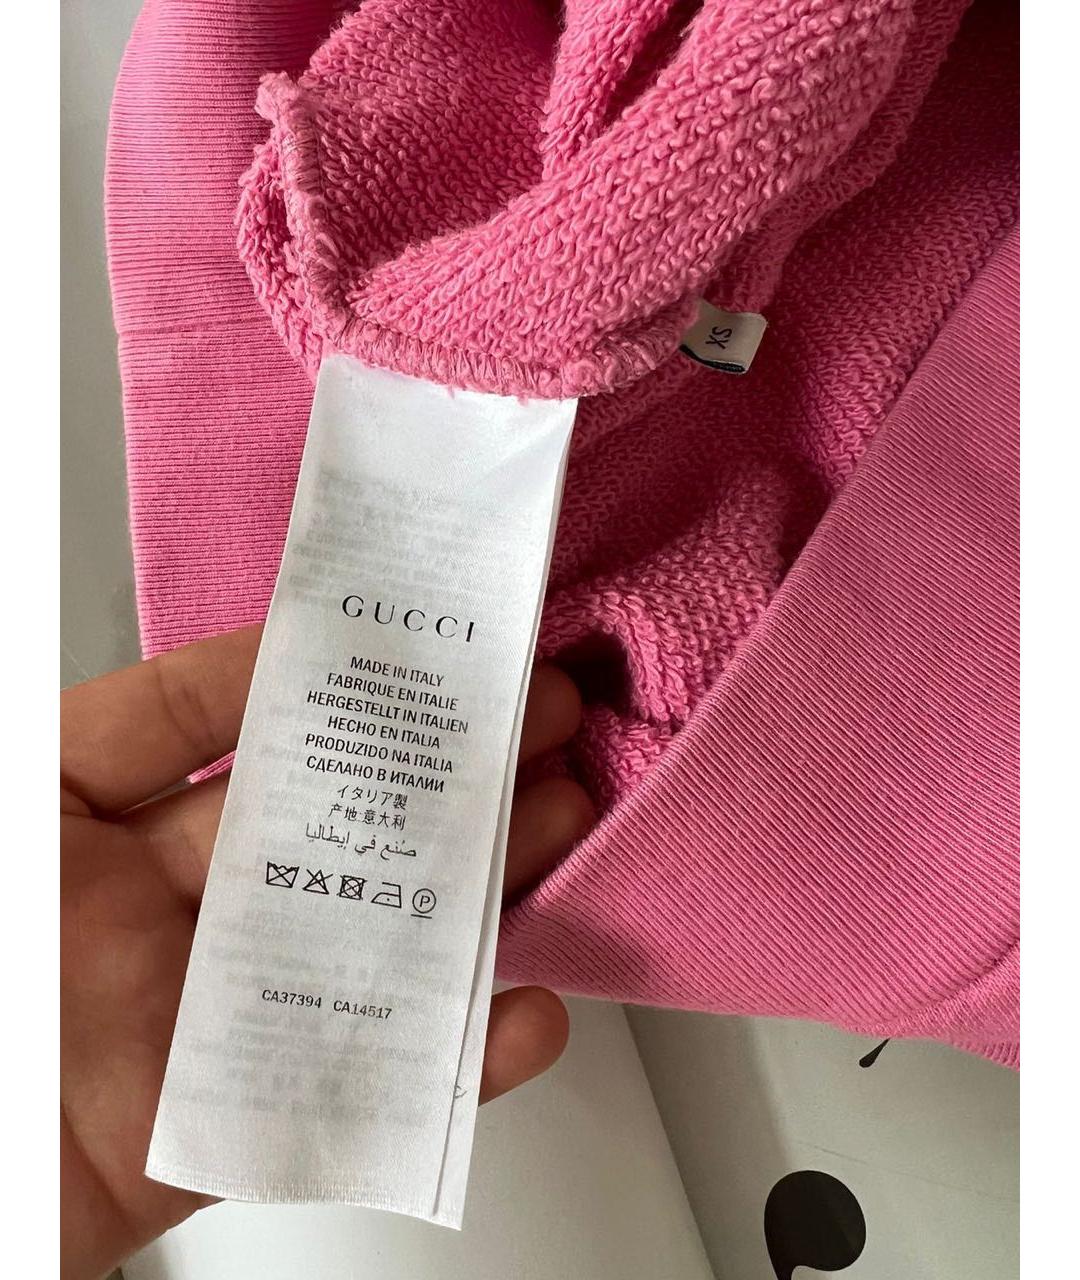 XS
GUCCI
MADE IN ITALY
FABRIQUE EN ITALIE
HERGESTELLT IN ITALIEN
HECHO EN ITALIA
PRODUZIDO NA ITALIA
СДЕЛАНО В ИТАЛИИ
イタリア製
产地:意大利
صُنع في إيطاليا
P
CA37394 CA14517